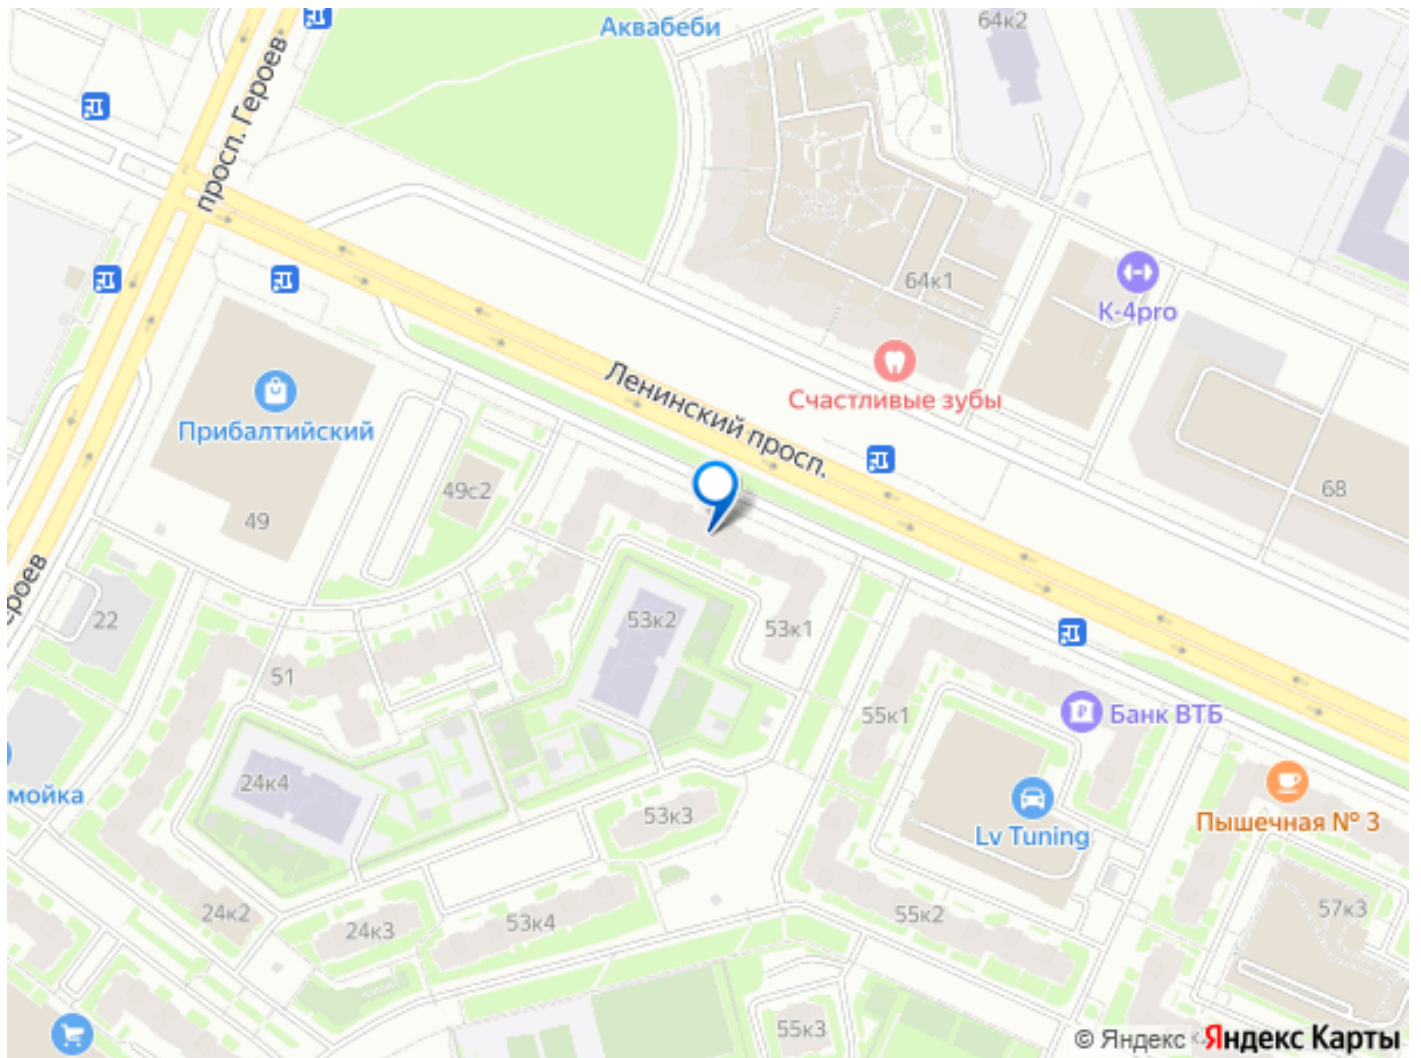 Аквабеби
64к2
просп. Героев
64к1
K-4pro
Счастливые зубы
Ленинский просп.
Прибалтийский
49с2
49
68
22
53к2
53к1
51
55к1
Банк ВТБ
24к4
мойка
53к3
Lv Tuning
Пышечная № 3
24к2
24к3
53к4
55к2
57к3
55к3
© Яндекс Яндекс Карты